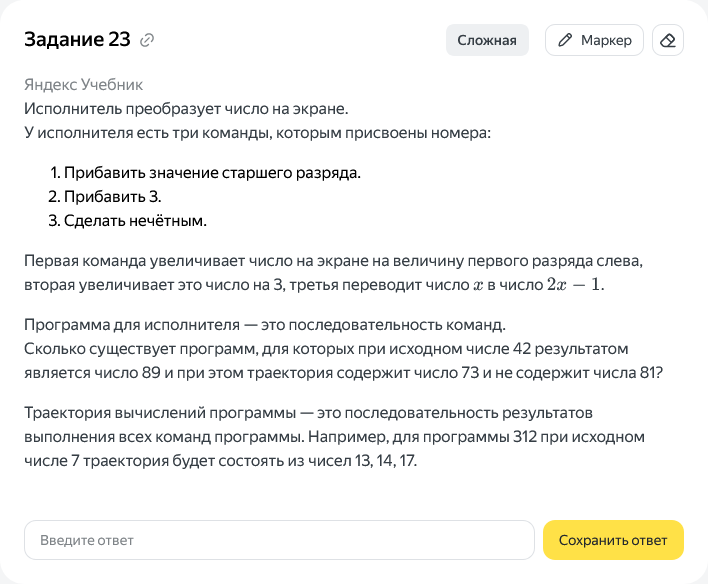 Задание 23
Сложная
Маркер
Яндекс Учебник
Исполнитель преобразует число на экране.
У исполнителя есть три команды, которым присвоены номера:
1. Прибавить значение старшего разряда.
2. Прибавить 3.
3. Сделать нечётным.
Первая команда увеличивает число на экране на величину первого разряда слева,
вторая увеличивает это число на 3, третья переводит число x в число 2x − 1.
Программа для исполнителя — это последовательность команд.
Сколько существует программ, для которых при исходном числе 42 результатом
является число 89 и при этом траектория содержит число 73 и не содержит числа 81?
Траектория вычислений программы — это последовательность результатов
выполнения всех команд программы. Например, для программы 312 при исходном
числе 7 траектория будет состоять из чисел 13, 14, 17.
Введите ответ
Сохранить ответ